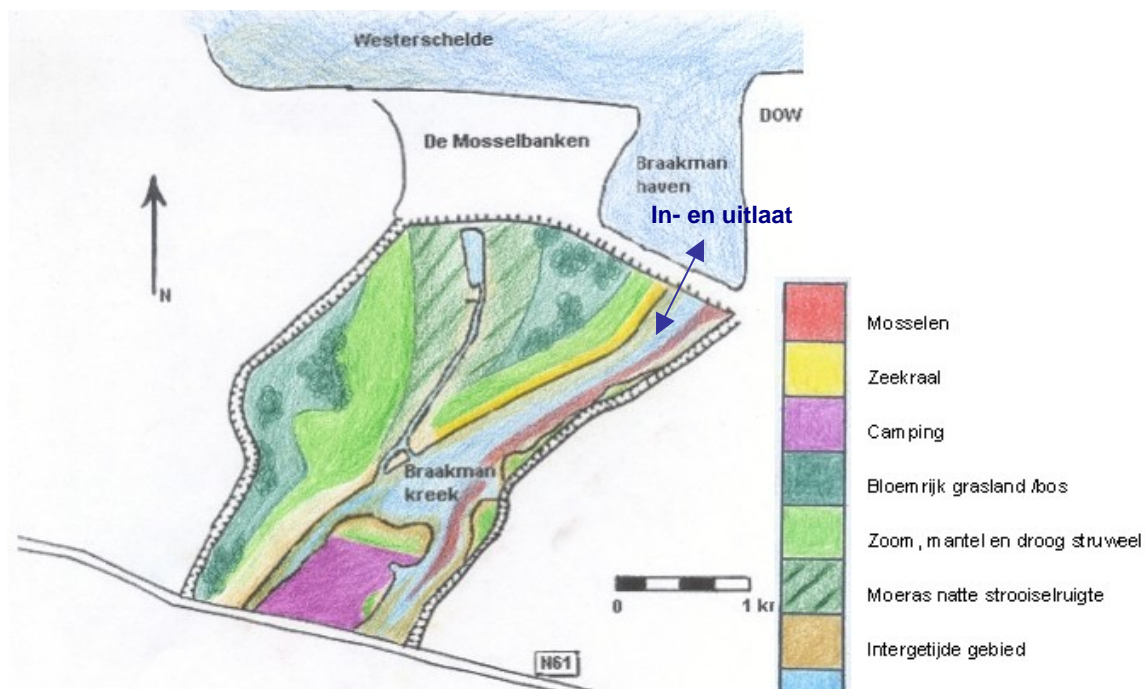 Westerschelde
De Mosselbanken
DOW
Braakman
haven
In- en uitlaat
N
Braakman
kreek
0 1 km
N61
Mosselen
Zeekraal
Camping
Bloemrijk grasland /bos
Zoom, mantel en droog struweel
Moeras natte strooiselruigte
Intergetijde gebied